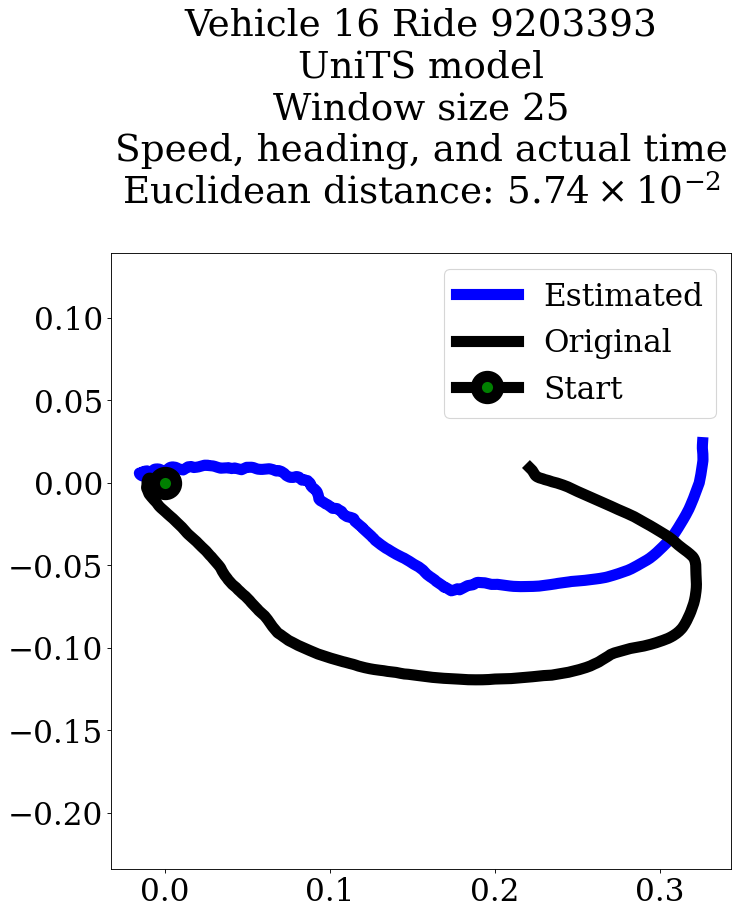 Vehicle 16 Ride 9203393
UniTS model
Window size 25
Speed, heading, and actual time
Euclidean distance: 5.74 × 10⁻²
Estimated
Original
Start
0.10
0.05
0.00
−0.05
−0.10
−0.15
−0.20
0.0 0.1 0.2 0.3